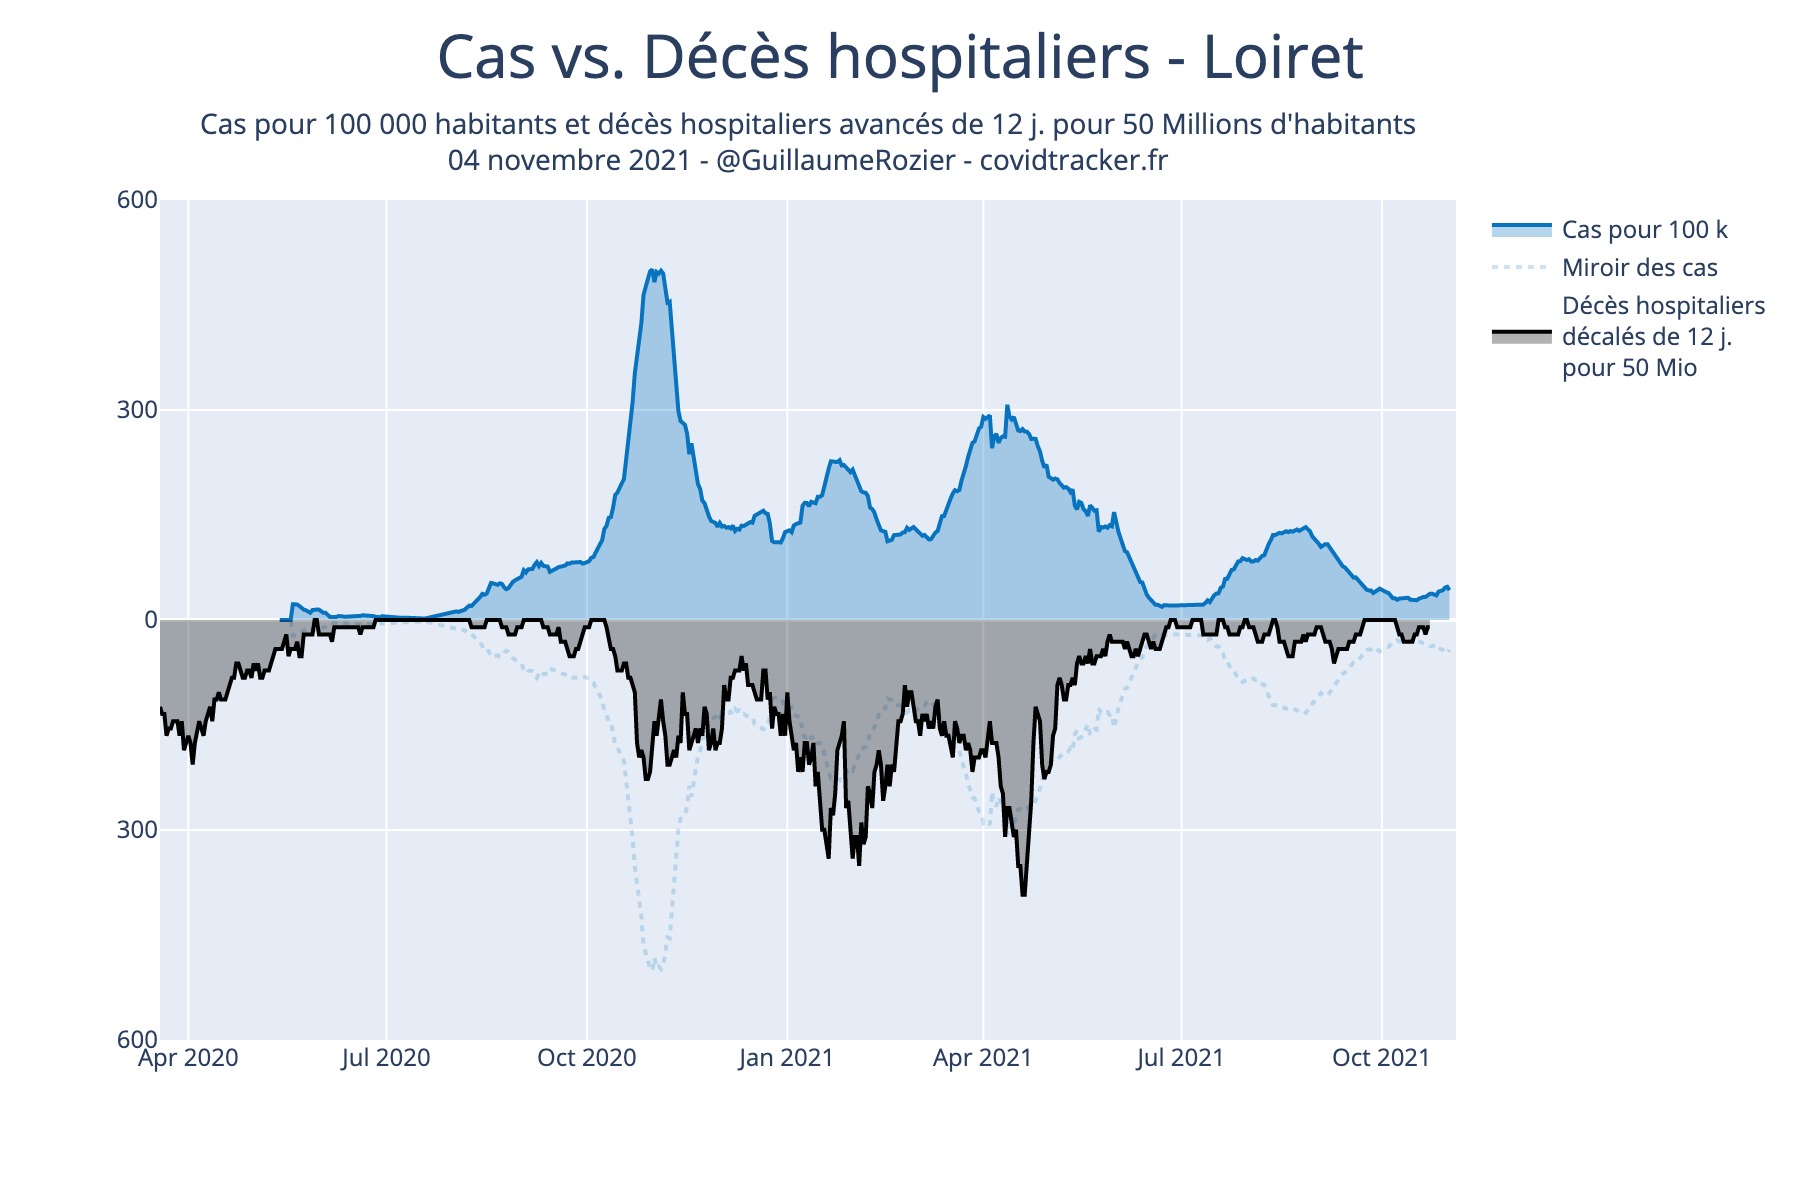 Cas vs. Décès hospitaliers - Loiret
Cas pour 100 000 habitants et décès hospitaliers avancés de 12 j. pour 50 Millions d'habitants
04 novembre 2021 - @GuillaumeRozier - covidtracker.fr
600
300
0
300
600
Apr 2020
Jul 2020
Oct 2020
Jan 2021
Apr 2021
Jul 2021
Oct 2021
Cas pour 100 k
Miroir des cas
Décès hospitaliers
décalés de 12 j.
pour 50 Mio